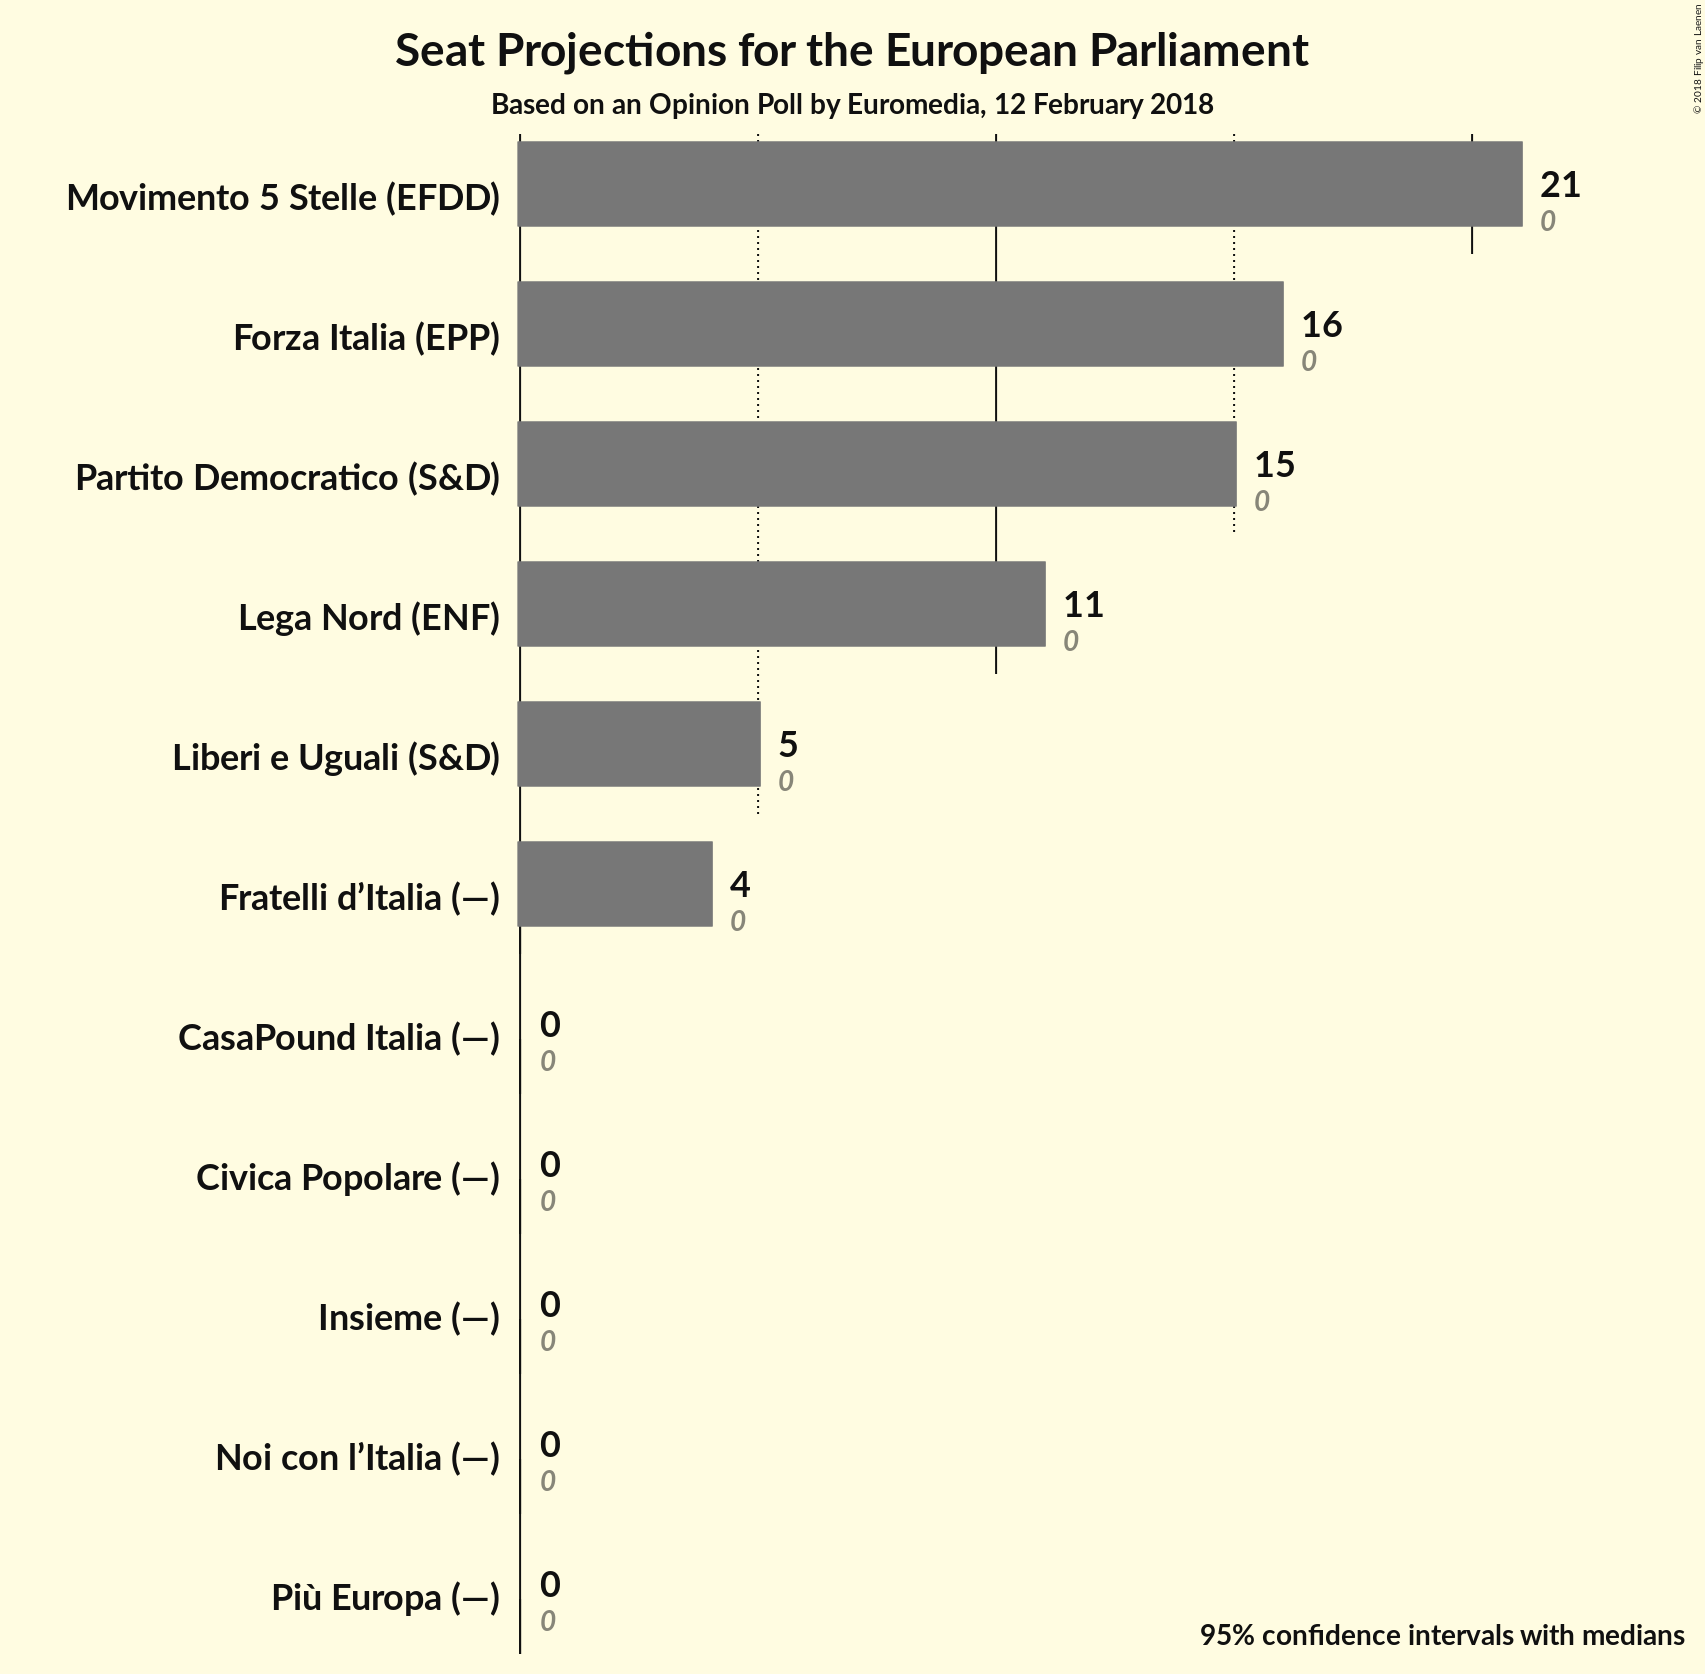 Seat Projections for the European Parliament
Based on an Opinion Poll by Euromedia, 12 February 2018
© 2018 Filip van Laenen
Movimento 5 Stelle (EFDD)
21
0
Forza Italia (EPP)
16
0
Partito Democratico (S&D)
15
0
Lega Nord (ENF)
11
0
Liberi e Uguali (S&D)
5
0
Fratelli d’Italia (—)
4
0
CasaPound Italia (—)
0
0
Civica Popolare (—)
0
0
Insieme (—)
0
0
Noi con l’Italia (—)
0
0
Più Europa (—)
0
0
95% confidence intervals with medians